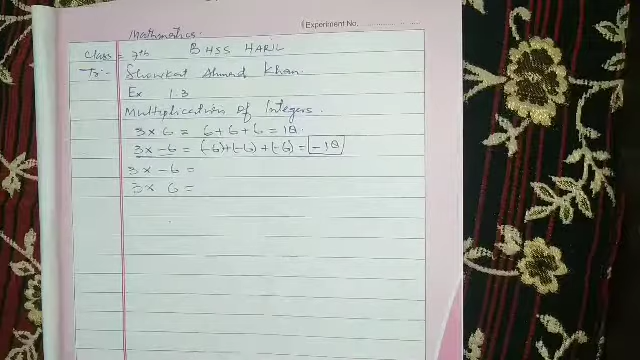 Experiment No.
Mathematics
Class = 7th BHSS HARIL
Tr:- Showkat Ahmad Khan.
Ex 1.3
Multiplication of Integers.
3 x 6 = 6 + 6 + 6 = 18.
3 x -6 = (-6)+(-6)+(-6) = -18
3 x -6 =
3 x 6 =